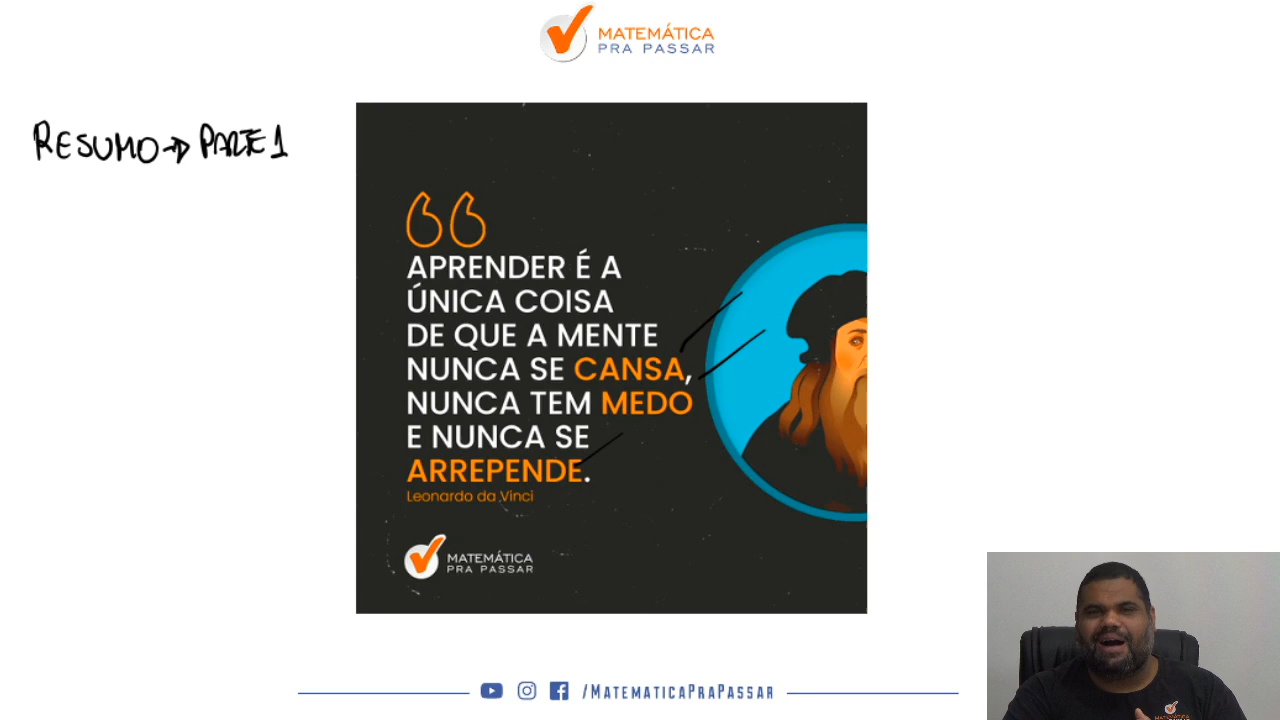 MATEMÁTICA
PRA PASSAR
RESUMO → PARTE 1
APRENDER É A
ÚNICA COISA
DE QUE A MENTE
NUNCA SE CANSA,
NUNCA TEM MEDO
E NUNCA SE
ARREPENDE.
Leonardo da Vinci
MATEMÁTICA
PRA PASSAR
/MATEMATICAPRAPASSAR
MATEMÁTICA